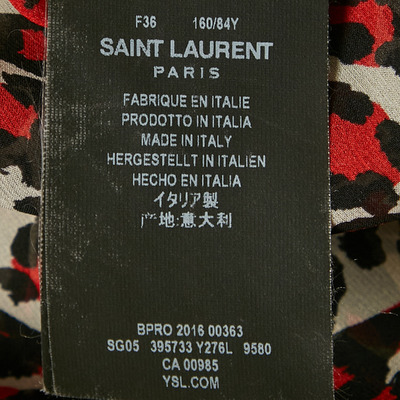 F36 160/84Y
SAINT LAURENT
PARIS
FABRIQUE EN ITALIE
PRODOTTO IN ITALIA
MADE IN ITALY
HERGESTELLT IN ITALIEN
HECHO EN ITALIA
イタリア製
产地:意大利
BPRO 2016 00363
SG05 395733 Y276L 9580
CA 00985
YSL.COM